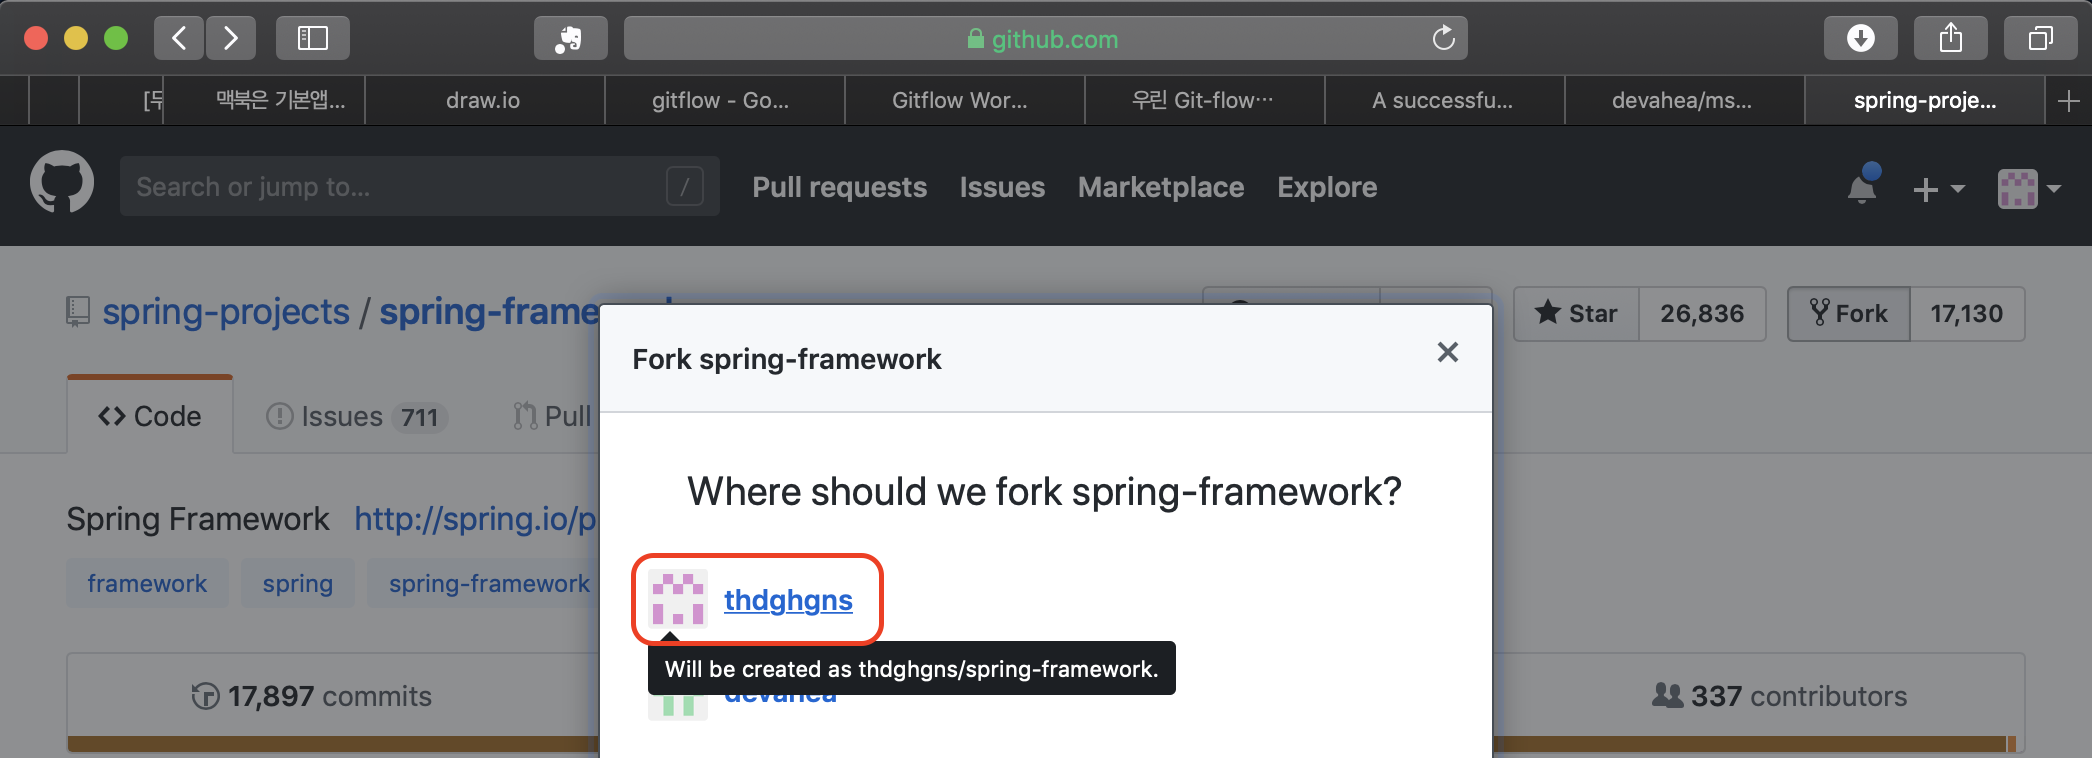 github.com
맥북은 기본앱...
draw.io
gitflow - Go...
Gitflow Wor...
우린 Git-flow...
A successfu...
devahea/ms...
spring-proje...
Search or jump to...
/
Pull requests
Issues
Marketplace
Explore
spring-projects / spring-frame
Star
26,836
Fork
17,130
Fork spring-framework
Code
Issues 711
Pull
Where should we fork spring-framework?
Spring Framework http://spring.io/p
framework
spring
spring-framework
thdghgns
Will be created as thdghgns/spring-framework.
devahea
17,897 commits
337 contributors